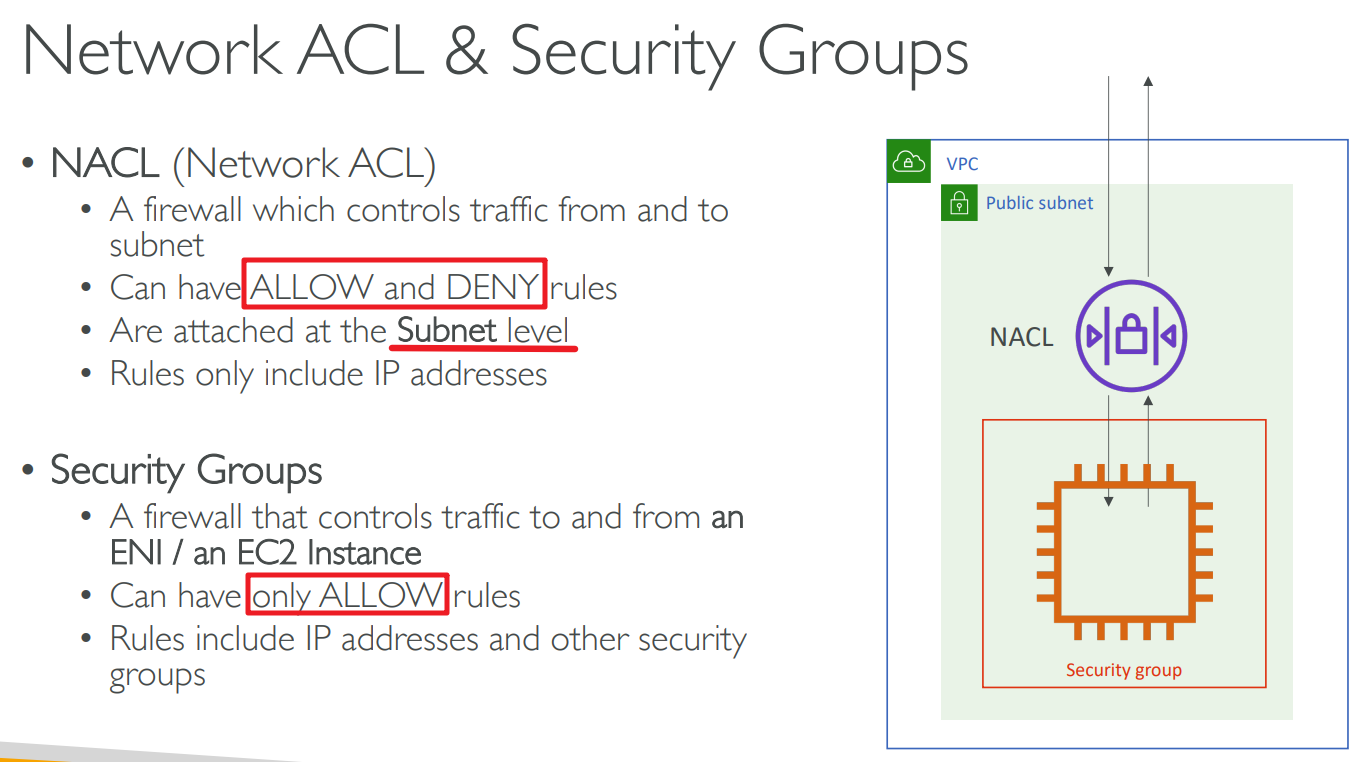 Network ACL & Security Groups
• NACL (Network ACL)
• A firewall which controls traffic from and to
subnet
• Can have ALLOW and DENY rules
• Are attached at the Subnet level
• Rules only include IP addresses
• Security Groups
• A firewall that controls traffic to and from an
ENI / an EC2 Instance
• Can have only ALLOW rules
• Rules include IP addresses and other security
groups
VPC
Public subnet
NACL
Security group